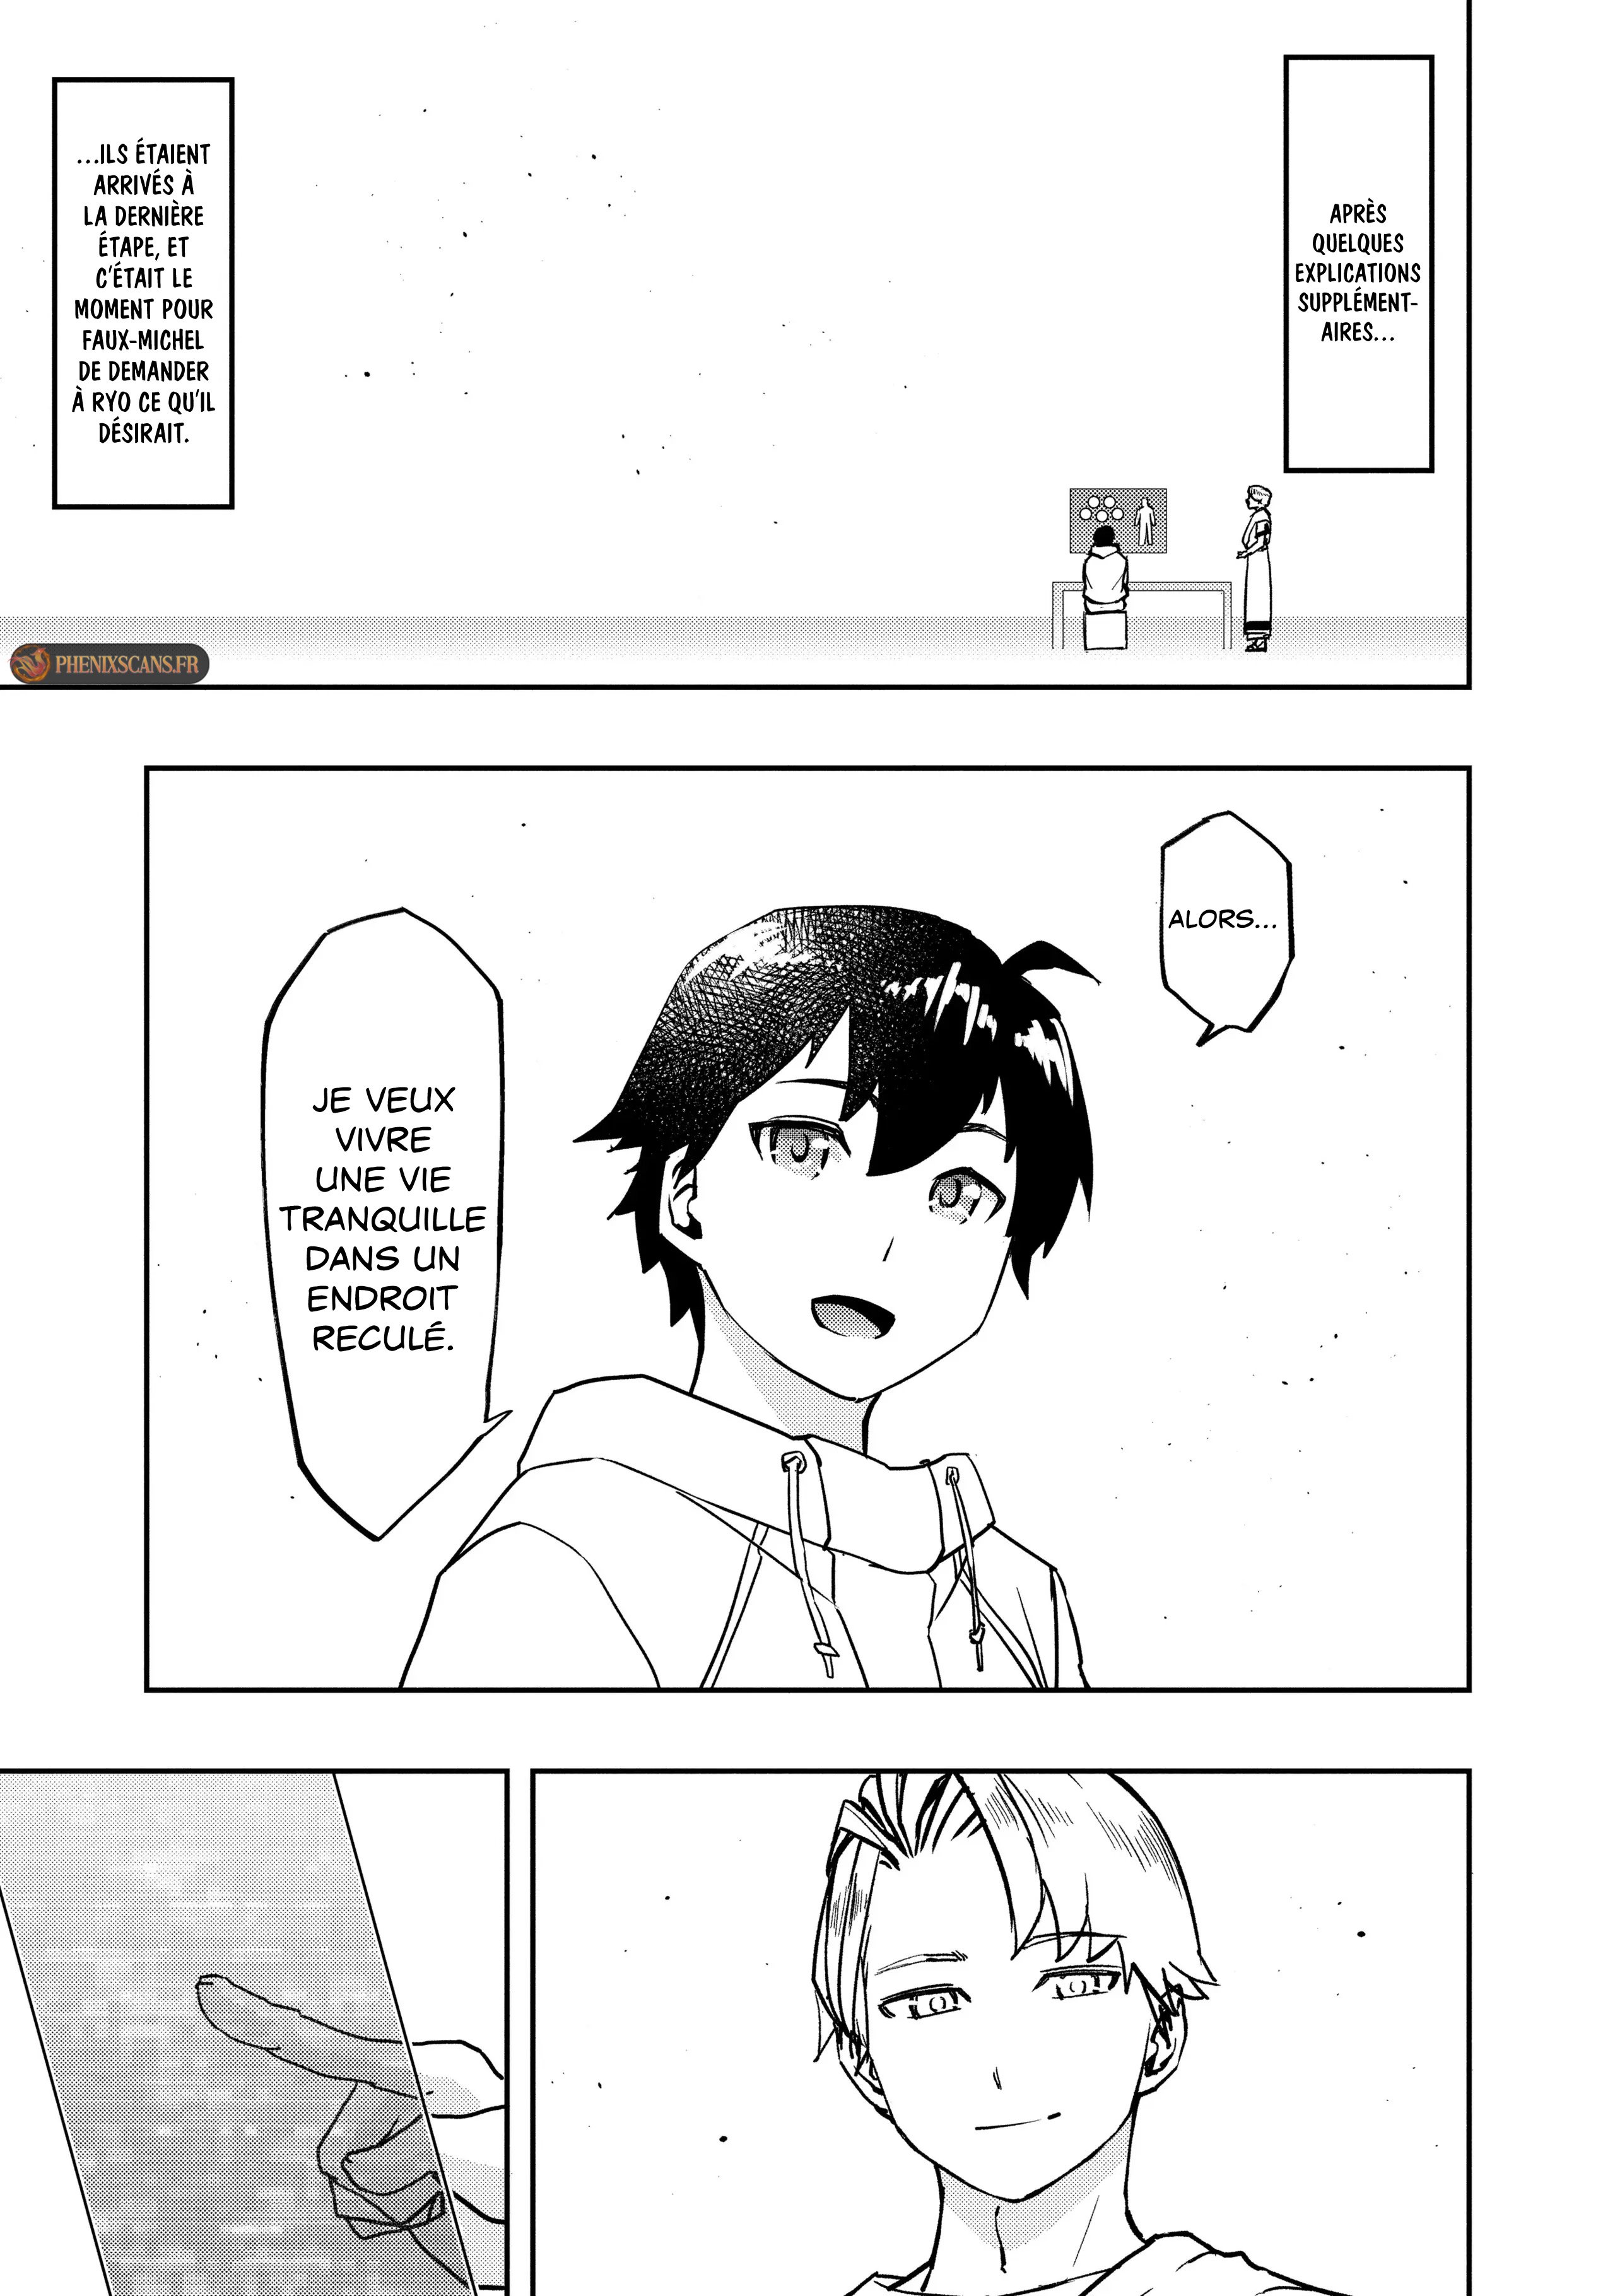 APRÈS
QUELQUES
EXPLICATIONS
SUPPLÉMENT-
AIRES...
...ILS ÉTAIENT
ARRIVÉS À
LA DERNIÈRE
ÉTAPE, ET
C'ÉTAIT LE
MOMENT POUR
FAUX-MICHEL
DE DEMANDER
À RYO CE QU'IL
DÉSIRAIT.
PHENIXSCANS.FR
ALORS...
JE VEUX
VIVRE
UNE VIE
TRANQUILLE
DANS UN
ENDROIT
RECULÉ.